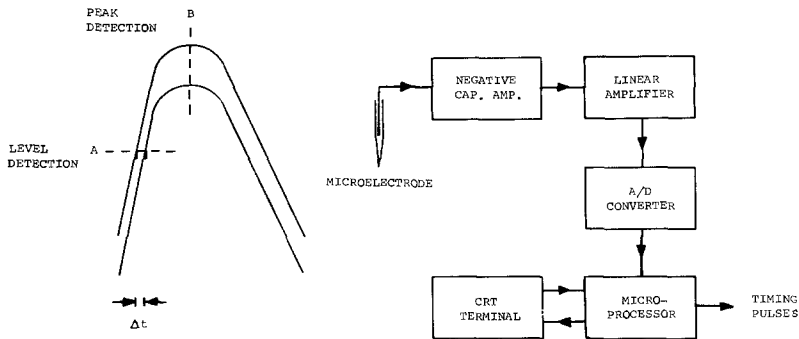 PEAK
DETECTION
B
LEVEL
DETECTION
A
Δt
MICROELECTRODE
NEGATIVE
CAP. AMP.
LINEAR
AMPLIFIER
A/D
CONVERTER
CRT
TERMINAL
MICRO-
PROCESSOR
TIMING
PULSES